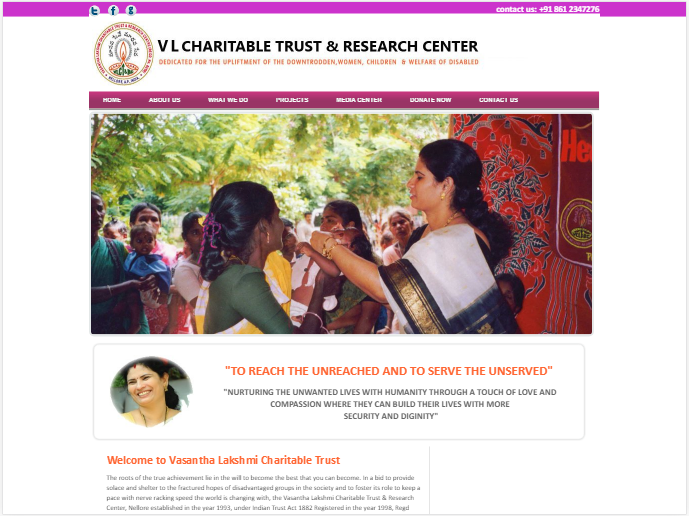 contact us: +91 861 2347276
V L CHARITABLE TRUST & RESEARCH CENTER
DEDICATED FOR THE UPLIFTMENT OF THE DOWNTRODDEN,WOMEN, CHILDREN & WELFARE OF DISABLED
HOME ABOUT US WHAT WE DO PROJECTS MEDIA CENTER DONATE NOW CONTACT US
He
"TO REACH THE UNREACHED AND TO SERVE THE UNSERVED"
"NURTURING THE UNWANTED LIVES WITH HUMANITY THROUGH A TOUCH OF LOVE AND
COMPASSION WHERE THEY CAN BUILD THEIR LIVES WITH MORE
SECURITY AND DIGINITY"
Welcome to Vasantha Lakshmi Charitable Trust
The roots of the true achievement lie in the will to become the best that you can become. In a bid to provide
solace and shelter to the fractured hopes of disadvantaged groups in the society and to foster its role to keep a
pace with nerve racking speed the world is changing with, the Vasantha Lakshmi Charitable Trust & Research
Center, Nellore established in the year 1993, under Indian Trust Act 1882 Registered in the year 1998, Regd